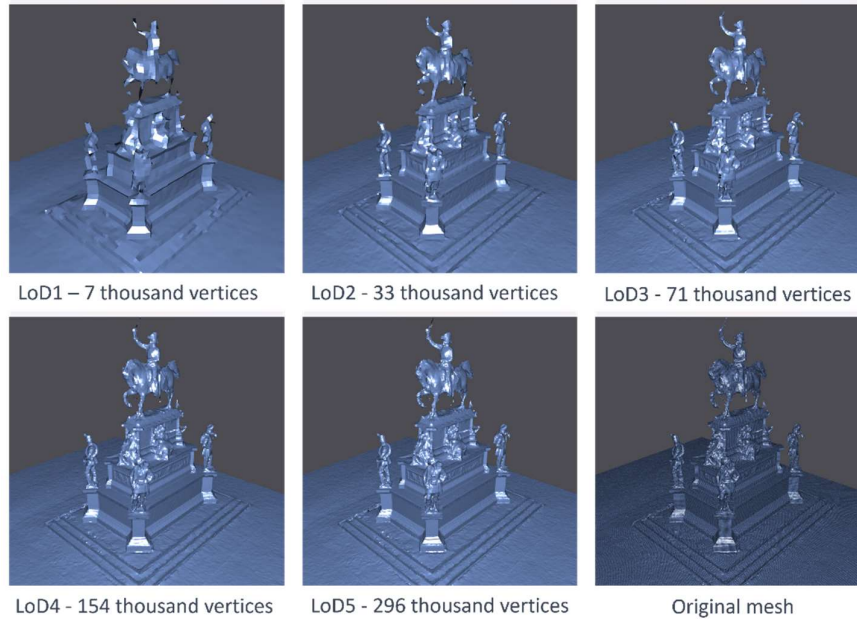 LoD1 – 7 thousand vertices
LoD2 - 33 thousand vertices
LoD3 - 71 thousand vertices
LoD4 - 154 thousand vertices
LoD5 - 296 thousand vertices
Original mesh